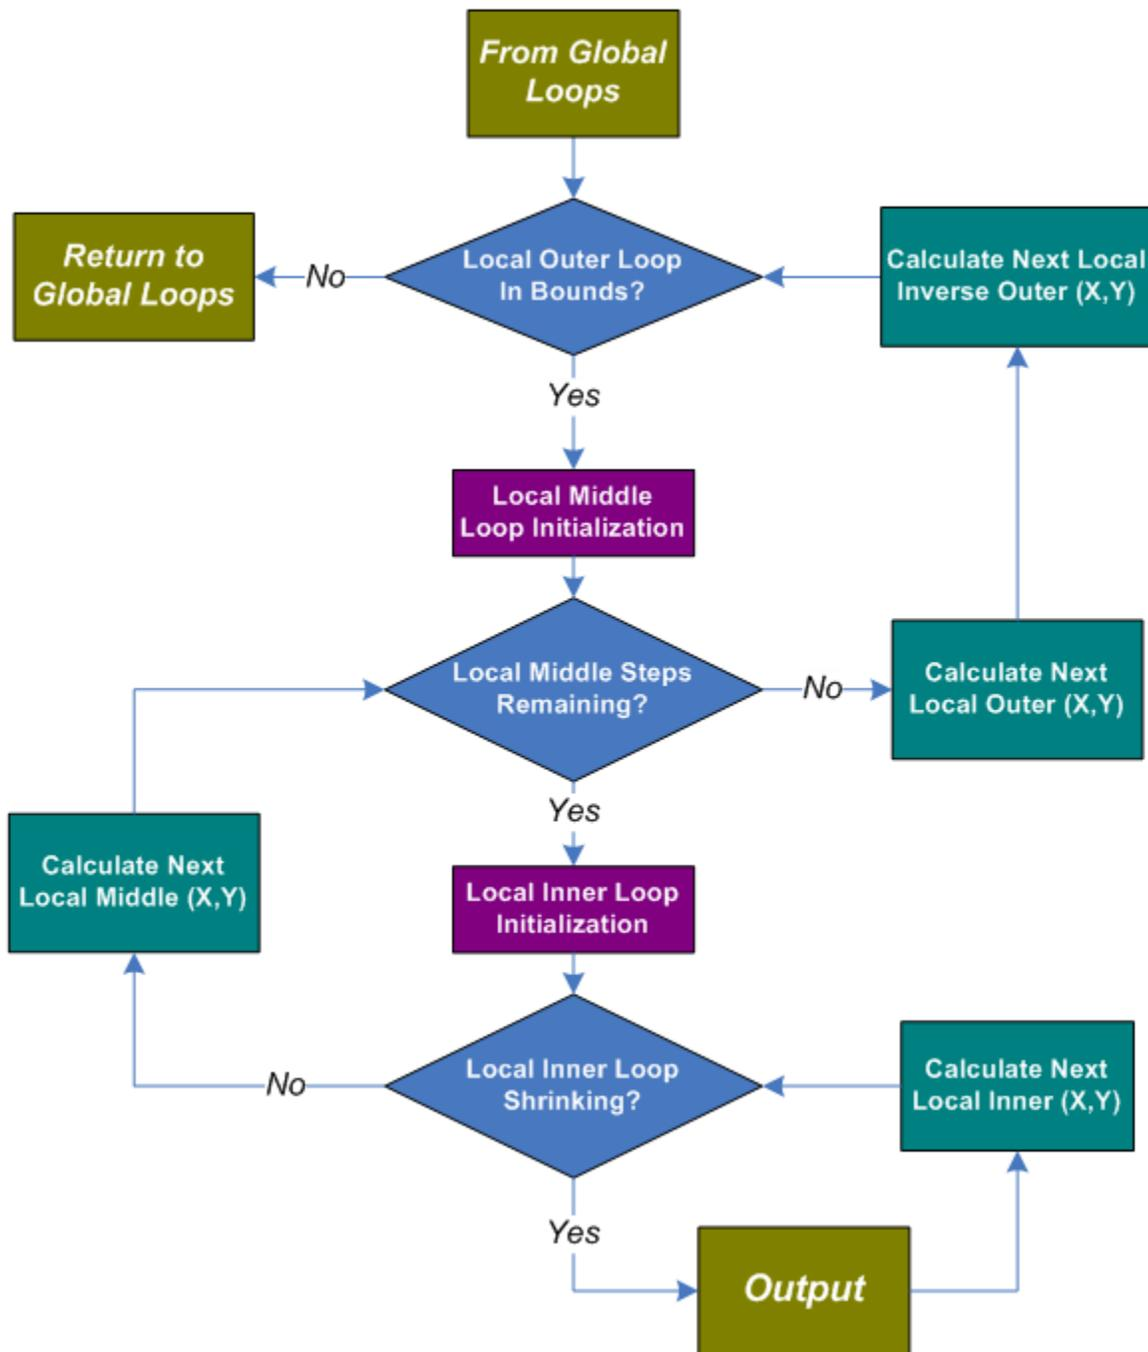 From Global
Loops
Return to
Global Loops
No
Local Outer Loop
In Bounds?
Calculate Next Local
Inverse Outer (X,Y)
Yes
Local Middle
Loop Initialization
Local Middle Steps
Remaining?
No
Calculate Next
Local Outer (X,Y)
Yes
Calculate Next
Local Middle (X,Y)
Local Inner Loop
Initialization
No
Local Inner Loop
Shrinking?
Calculate Next
Local Inner (X,Y)
Yes
Output